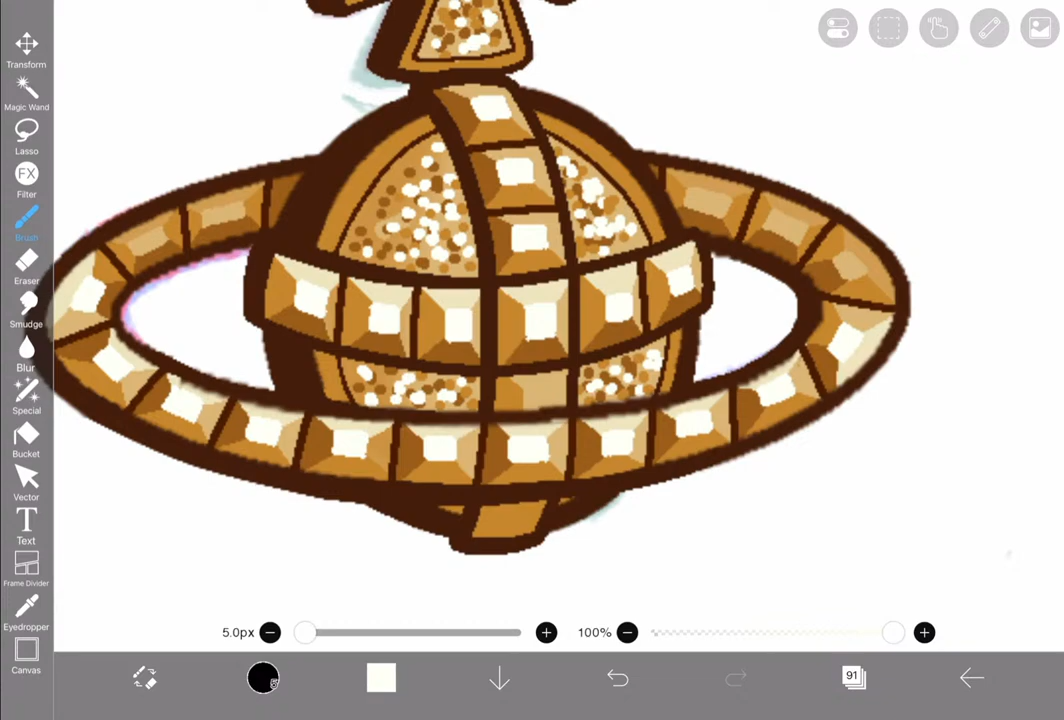 Transform
Magic Wand
Lasso
FX
Filter
Brush
Eraser
Smudge
Blur
Special
Bucket
Vector
T
Text
Frame Divider
Eyedropper
Canvas
5.0px
100%
91